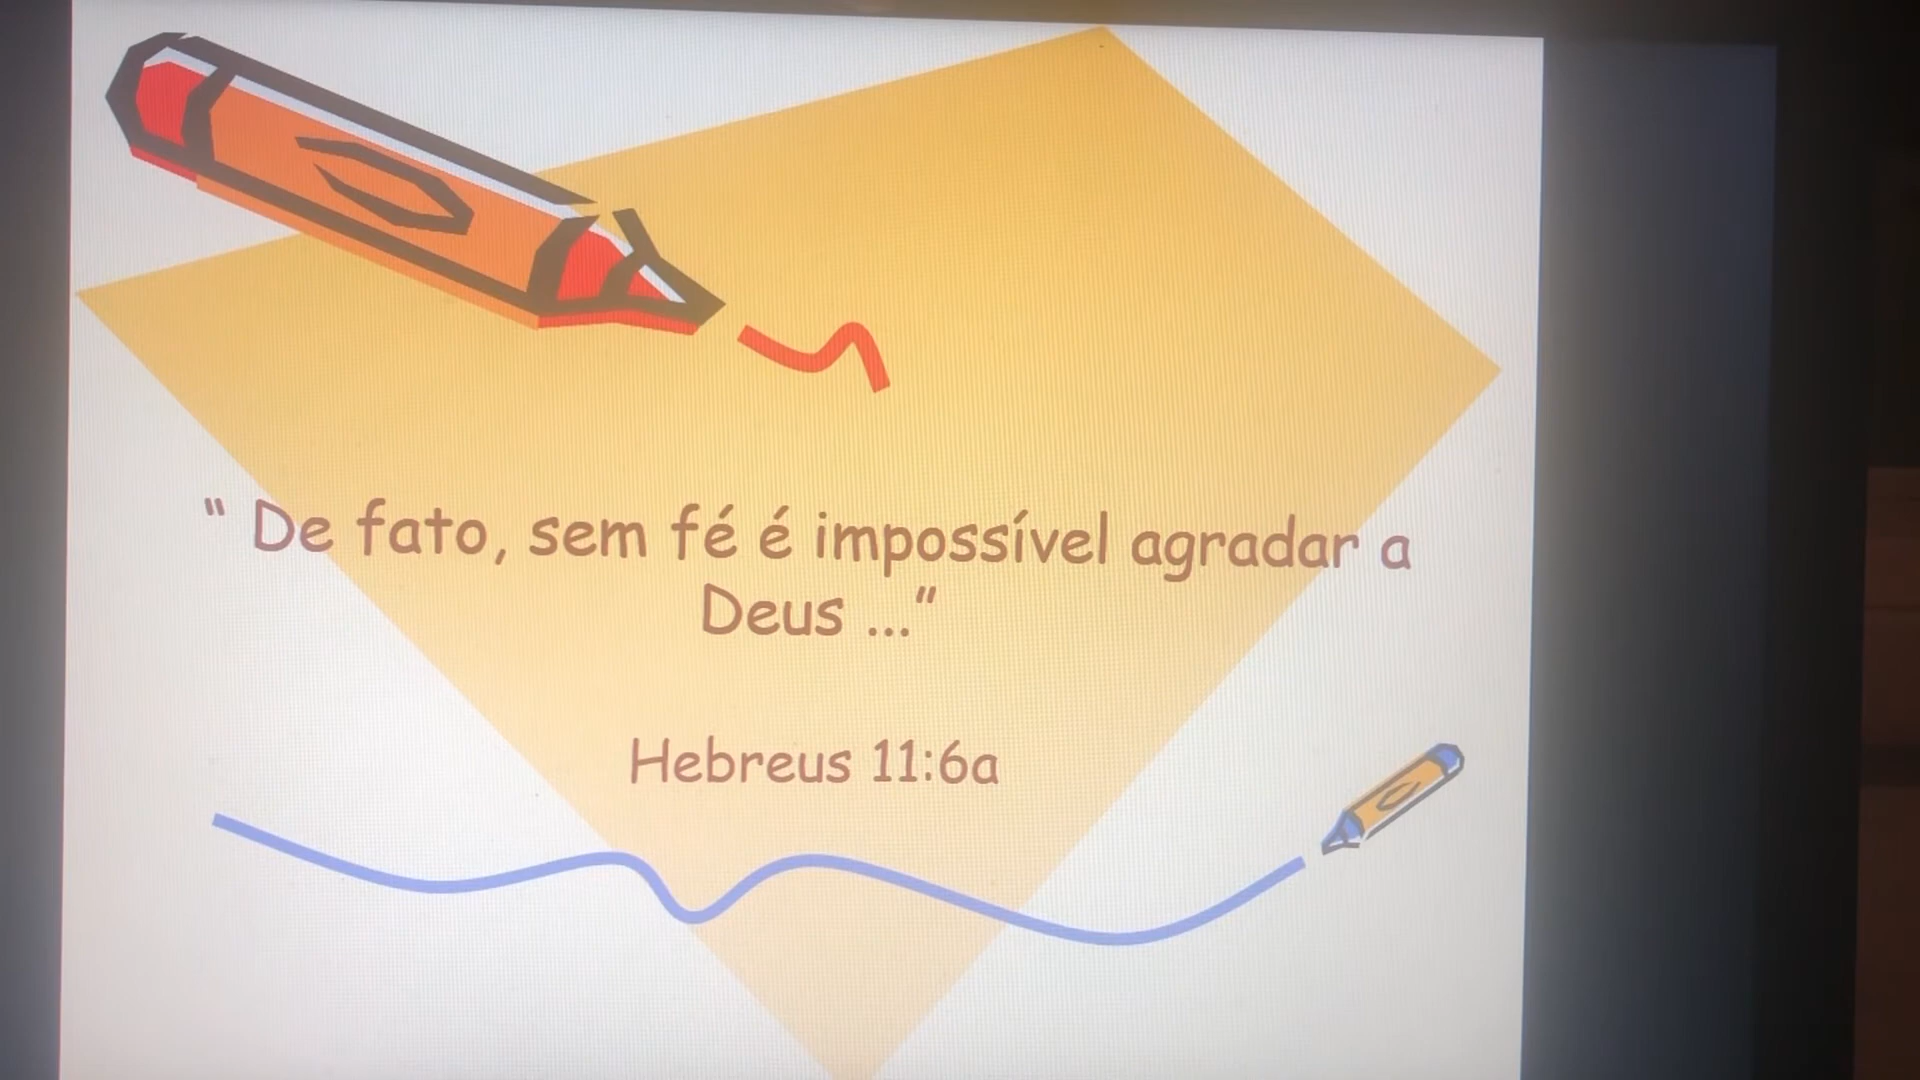 “ De fato, sem fé é impossível agradar a
Deus ...”
Hebreus 11:6a